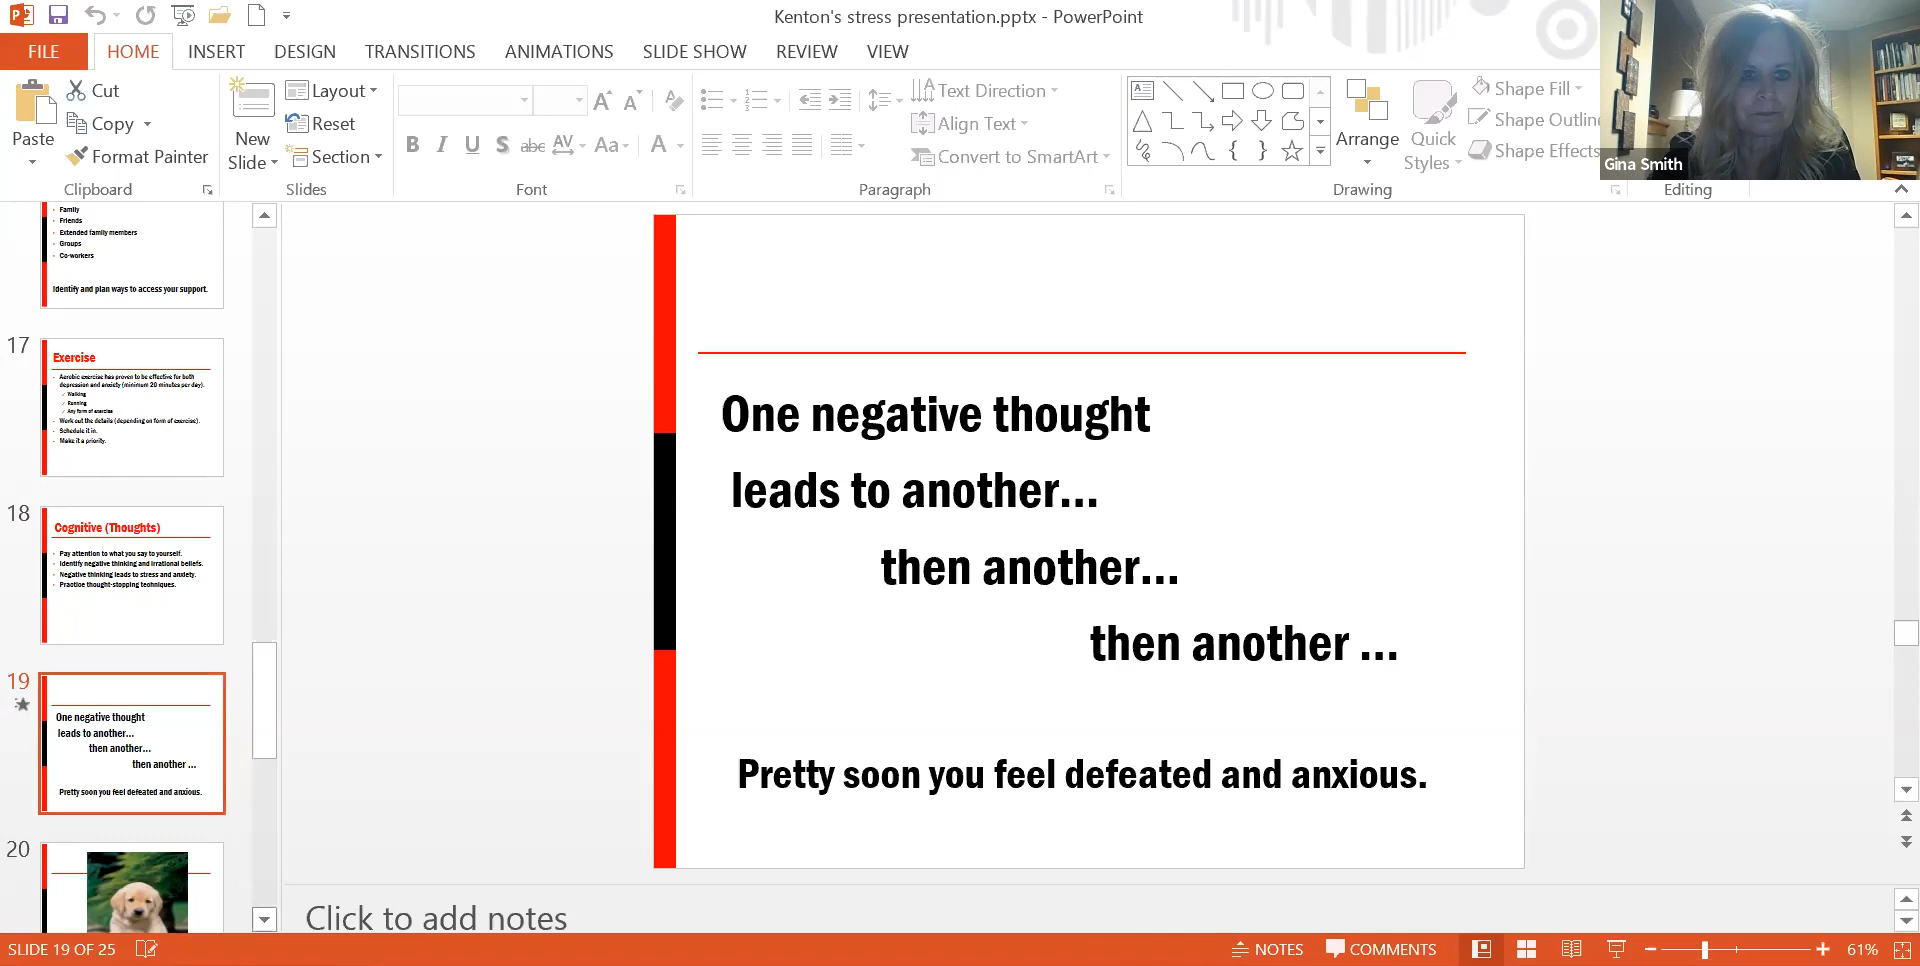 Kenton's stress presentation.pptx - PowerPoint
FILE HOME INSERT DESIGN TRANSITIONS ANIMATIONS SLIDE SHOW REVIEW VIEW
Paste
Cut
Copy
Format Painter
Clipboard
New
Slide
Layout
Reset
Section
Slides
B I U S abc AV Aa A
Font
Text Direction
Align Text
Convert to SmartArt
Paragraph
Arrange
Quick
Styles
Shape Fill
Shape Outlin
Shape Effects
Drawing
Editing
Gina Smith
Family
Friends
Extended family members
Groups
Co-workers
Identify and plan ways to access your support.
17
Exercise
Aerobic exercise has proven to be effective for both
depression and anxiety (minimum 20 minutes per day).
Walking
Running
Any form of exercise
Work out the details (depending on form of exercise).
Schedule it in.
Make it a priority.
18
Cognitive (Thoughts)
Pay attention to what you say to yourself.
Identify negative thinking and irrational beliefs.
Negative thinking leads to stress and anxiety.
Practice thought-stopping techniques.
19
One negative thought
leads to another...
then another...
then another ...
Pretty soon you feel defeated and anxious.
20
One negative thought
leads to another...
then another...
then another ...
Pretty soon you feel defeated and anxious.
Click to add notes
SLIDE 19 OF 25
NOTES
COMMENTS
61%